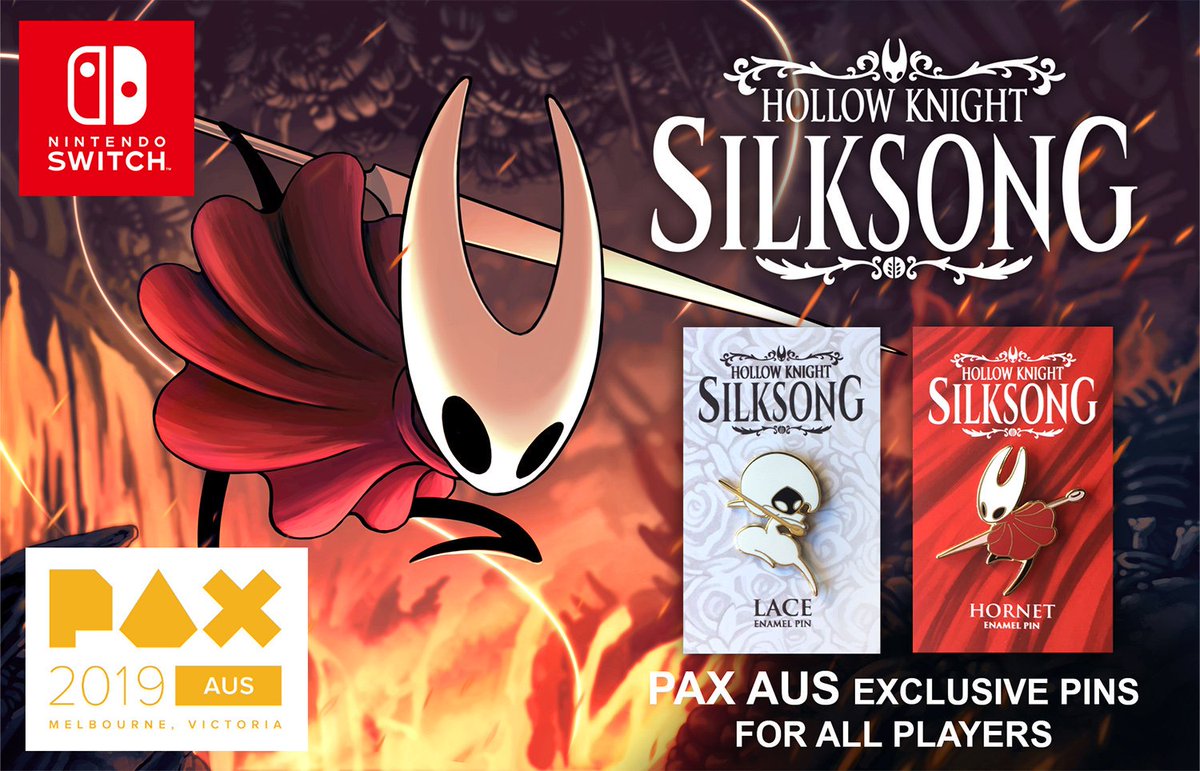 NINTENDO
SWITCH™
HOLLOW KNIGHT
SILKSONG
HOLLOW KNIGHT
SILKSONG
LACE
ENAMEL PIN
HOLLOW KNIGHT
SILKSONG
HORNET
ENAMEL PIN
PAX
2019 AUS
MELBOURNE, VICTORIA
PAX AUS EXCLUSIVE PINS
FOR ALL PLAYERS